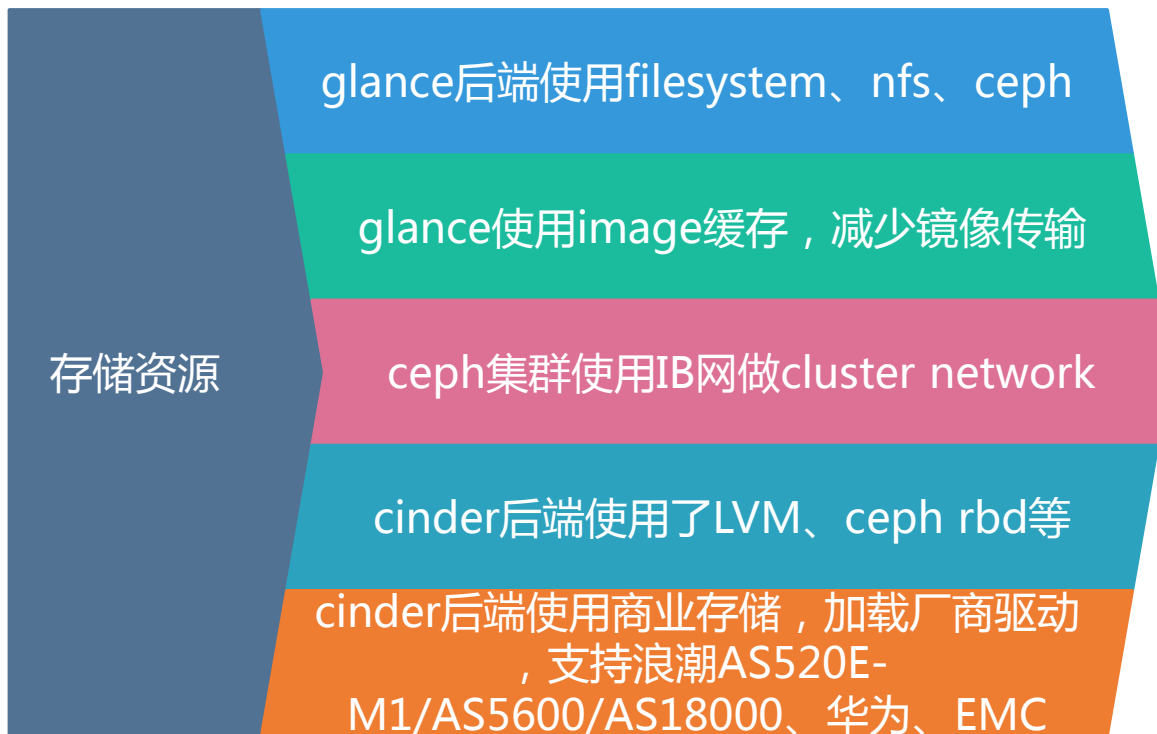 glance后端使用filesystem、nfs、ceph
glance使用image缓存，减少镜像传输
存储资源
ceph集群使用IB网做cluster network
cinder后端使用了LVM、ceph rbd等
cinder后端使用商业存储，加载厂商驱动
，支持浪潮AS520E-
M1/AS5600/AS18000、华为、EMC